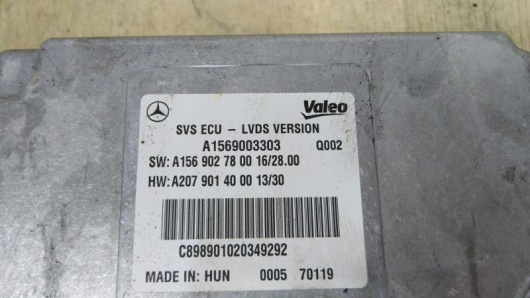 Valeo
SVS ECU – LVDS VERSION
A1569003303 Q002
SW: A156 902 78 00 16/28.00
HW: A207 901 40 00 13/30
C898901020349292
MADE IN: HUN 0005 70119